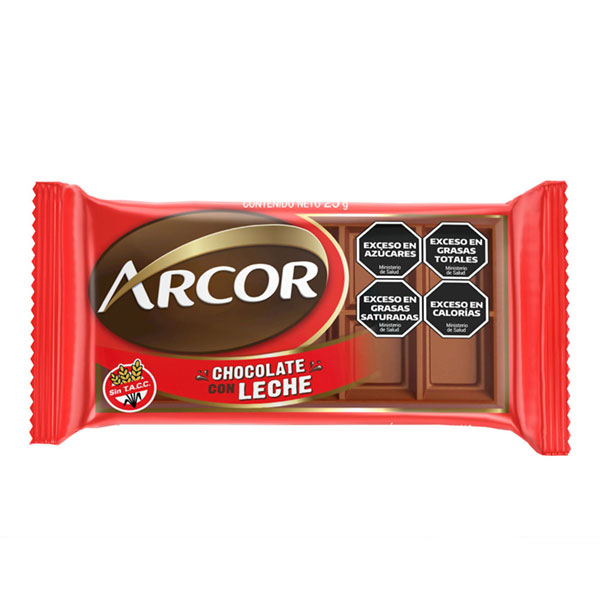 CONTENIDO NETO 25 g
ARCOR
CHOCOLATE
CON LECHE
Sin T.A.C.C.
EXCESO EN
AZÚCARES
Ministerio
de Salud
EXCESO EN
GRASAS
TOTALES
Ministerio
de Salud
EXCESO EN
GRASAS
SATURADAS
Ministerio
de Salud
EXCESO EN
CALORÍAS
Ministerio
de Salud